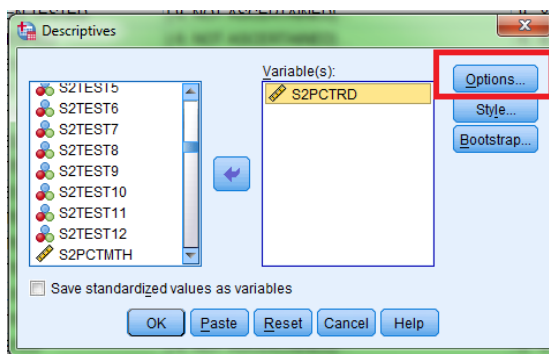 Descriptives
Variable(s):
S2TEST5
S2TEST6
S2TEST7
S2TEST8
S2TEST9
S2TEST10
S2TEST11
S2TEST12
S2PCTMTH
S2PCTRD
Options...
Style...
Bootstrap...
Save standardized values as variables
OK Paste Reset Cancel Help